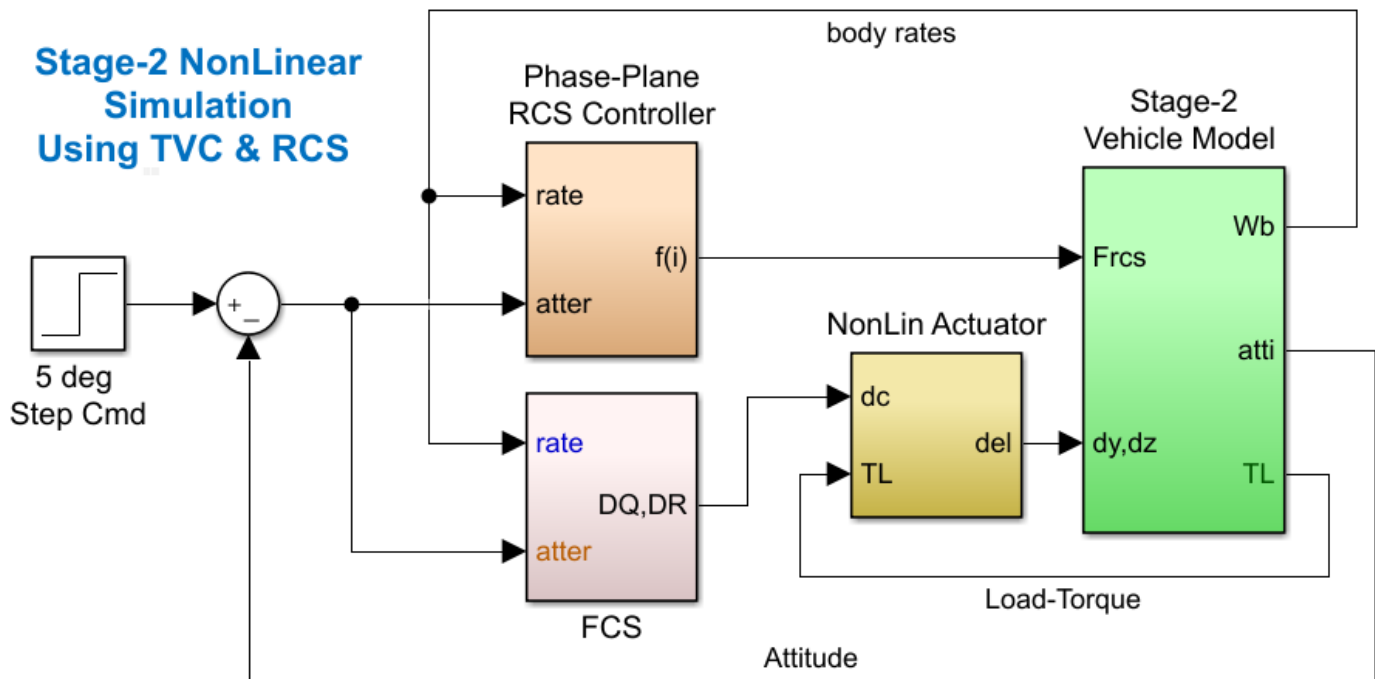 body rates
Stage-2 NonLinear
Simulation
Using TVC & RCS
Phase-Plane
RCS Controller
Stage-2
Vehicle Model
rate
f(i)
atter
Wb
Frcs
atti
dy,dz
TL
+
_
5 deg
Step Cmd
NonLin Actuator
dc
del
TL
rate
DQ,DR
atter
FCS
Load-Torque
Attitude